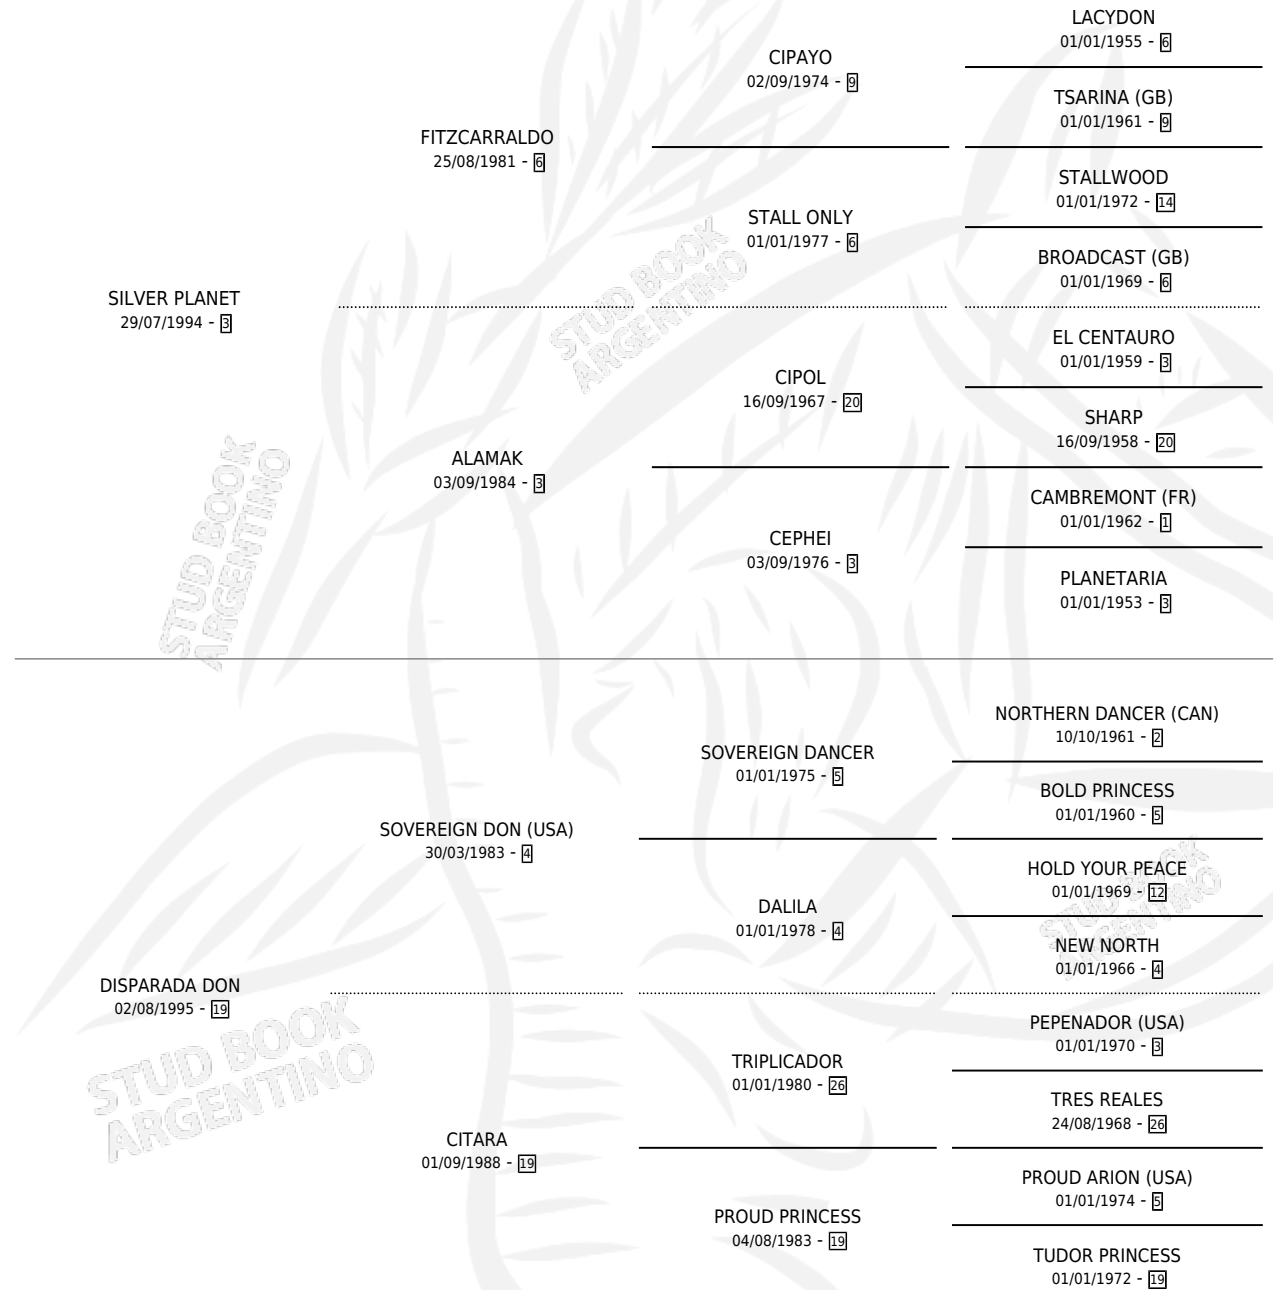 LACYDON
01/01/1955 - 6
CIPAYO
02/09/1974 - 9
TSARINA (GB)
01/01/1961 - 9
FITZCARRALDO
25/08/1981 - 6
STALLWOOD
01/01/1972 - 14
STALL ONLY
01/01/1977 - 6
BROADCAST (GB)
01/01/1969 - 6
SILVER PLANET
29/07/1994 - 3
EL CENTAURO
01/01/1959 - 3
CIPOL
16/09/1967 - 20
SHARP
16/09/1958 - 20
ALAMAK
03/09/1984 - 3
CAMBREMONT (FR)
01/01/1962 - 1
CEPHEI
03/09/1976 - 3
PLANETARIA
01/01/1953 - 3
NORTHERN DANCER (CAN)
10/10/1961 - 2
SOVEREIGN DANCER
01/01/1975 - 5
BOLD PRINCESS
01/01/1960 - 5
SOVEREIGN DON (USA)
30/03/1983 - 4
HOLD YOUR PEACE
01/01/1969 - 12
DALILA
01/01/1978 - 4
NEW NORTH
01/01/1966 - 4
DISPARADA DON
02/08/1995 - 19
PEPENADOR (USA)
01/01/1970 - 3
TRIPLICADOR
01/01/1980 - 26
TRES REALES
24/08/1968 - 26
CITARA
01/09/1988 - 19
PROUD ARION (USA)
01/01/1974 - 5
PROUD PRINCESS
04/08/1983 - 19
TUDOR PRINCESS
01/01/1972 - 19
STUD BOOK
ARGENTINO
STUD BOOK
ARGENTINO
STUD BOOK
ARGENTINO
STUD BOOK
ARGENTINO